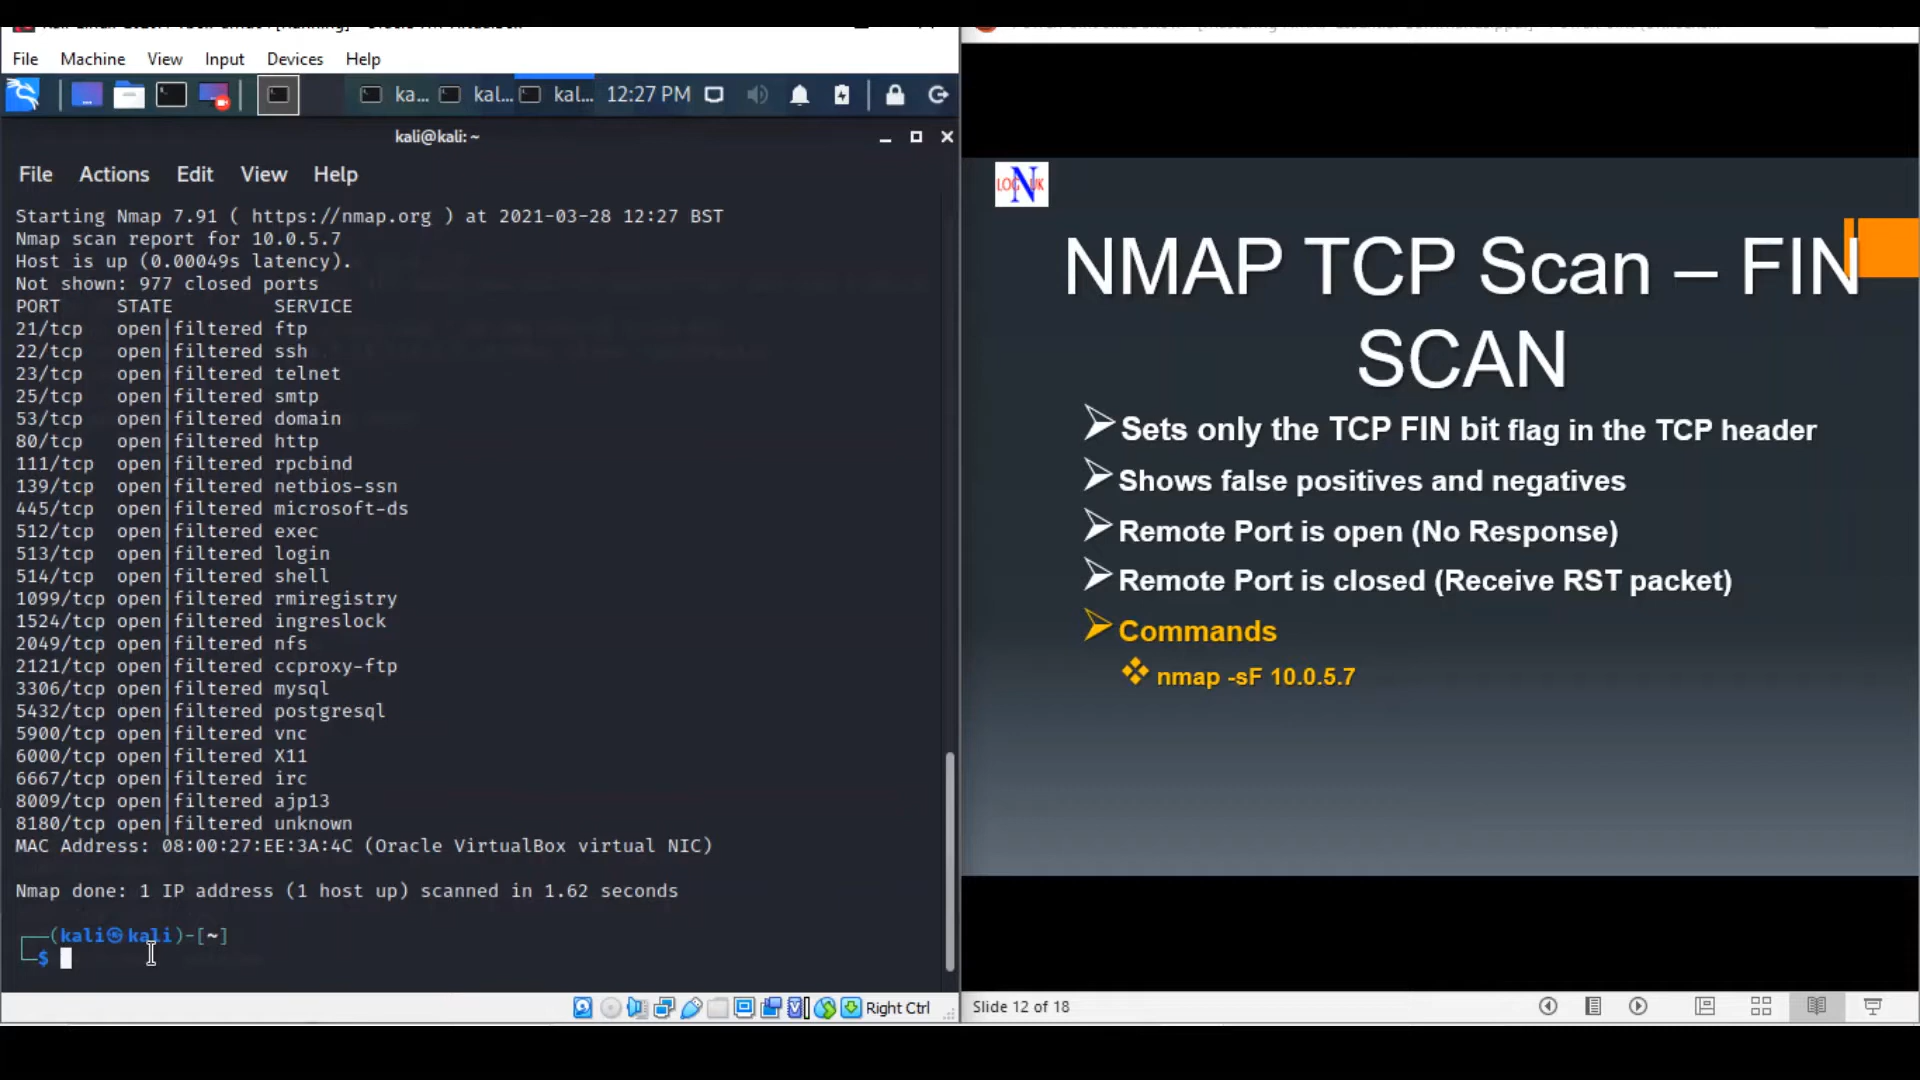 File Machine View Input Devices Help
ka... kal... kal... 12:27 PM
kali@kali: ~
File Actions Edit View Help
Starting Nmap 7.91 ( https://nmap.org ) at 2021-03-28 12:27 BST
Nmap scan report for 10.0.5.7
Host is up (0.00049s latency).
Not shown: 977 closed ports
PORT STATE SERVICE
21/tcp open|filtered ftp
22/tcp open|filtered ssh
23/tcp open|filtered telnet
25/tcp open|filtered smtp
53/tcp open|filtered domain
80/tcp open|filtered http
111/tcp open|filtered rpcbind
139/tcp open|filtered netbios-ssn
445/tcp open|filtered microsoft-ds
512/tcp open|filtered exec
513/tcp open|filtered login
514/tcp open|filtered shell
1099/tcp open|filtered rmiregistry
1524/tcp open|filtered ingreslock
2049/tcp open|filtered nfs
2121/tcp open|filtered ccproxy-ftp
3306/tcp open|filtered mysql
5432/tcp open|filtered postgresql
5900/tcp open|filtered vnc
6000/tcp open|filtered X11
6667/tcp open|filtered irc
8009/tcp open|filtered ajp13
8180/tcp open|filtered unknown
MAC Address: 08:00:27:EE:3A:4C (Oracle VirtualBox virtual NIC)
Nmap done: 1 IP address (1 host up) scanned in 1.62 seconds
(kali㉿kali)-[~]
$
Right Ctrl
NMAP TCP Scan – FIN
SCAN
Sets only the TCP FIN bit flag in the TCP header
Shows false positives and negatives
Remote Port is open (No Response)
Remote Port is closed (Receive RST packet)
Commands
nmap -sF 10.0.5.7
Slide 12 of 18